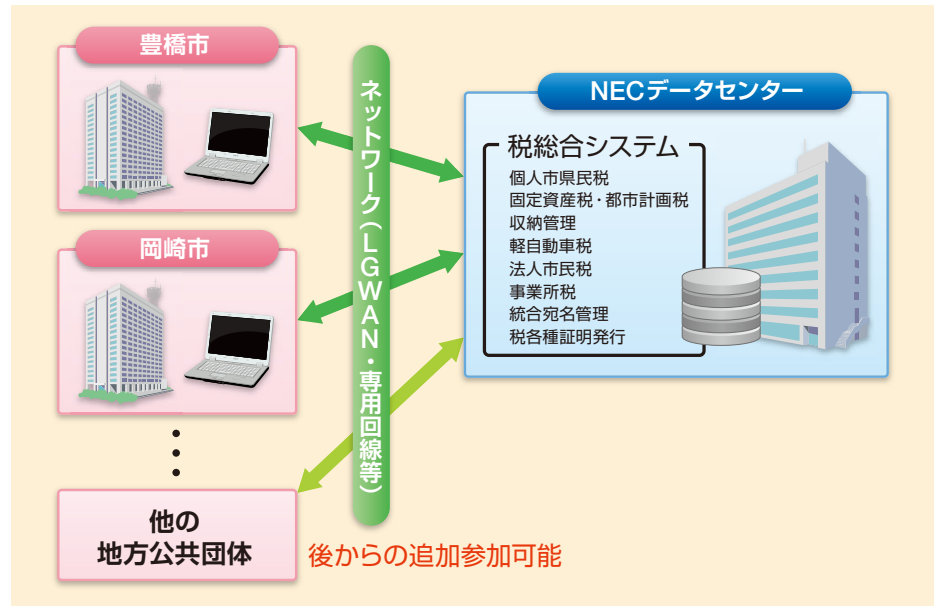 豊橋市
岡崎市
他の
地方公共団体
ネットワーク(LGWAN・専用回線等)
後からの追加参加可能
NECデータセンター
税総合システム
個人市県民税
固定資産税・都市計画税
収納管理
軽自動車税
法人市民税
事業所税
統合宛名管理
税各種証明発行